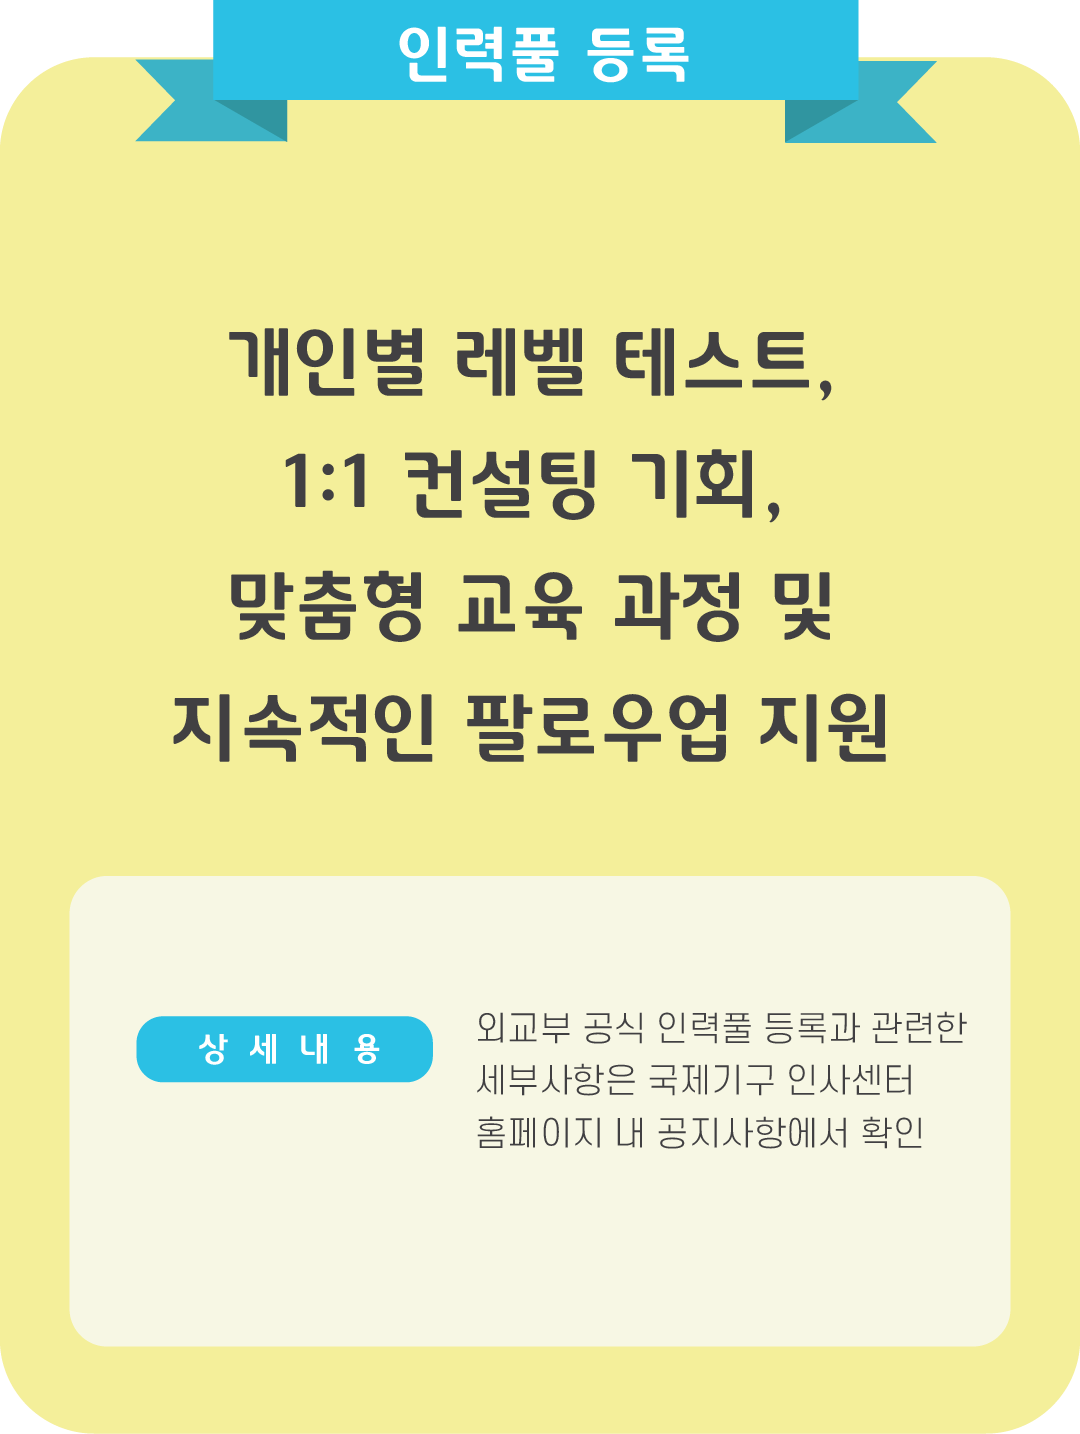 인력풀 등록
개인별 레벨 테스트,
1:1 컨설팅 기회,
맞춤형 교육 과정 및
지속적인 팔로우업 지원
상세내용
외교부 공식 인력풀 등록과 관련한
세부사항은 국제기구 인사센터
홈페이지 내 공지사항에서 확인